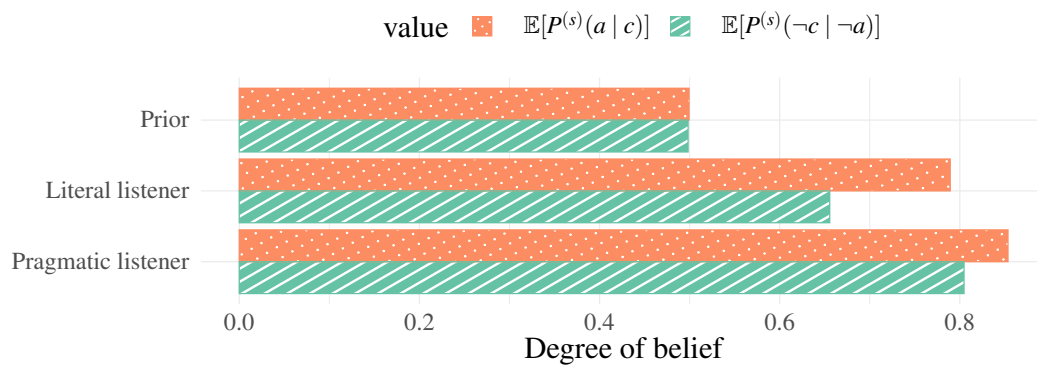 value 𝔼[P⁽ˢ⁾(a | c)] 𝔼[P⁽ˢ⁾(¬c | ¬a)]
Prior
Literal listener
Pragmatic listener
0.0 0.2 0.4 0.6 0.8
Degree of belief